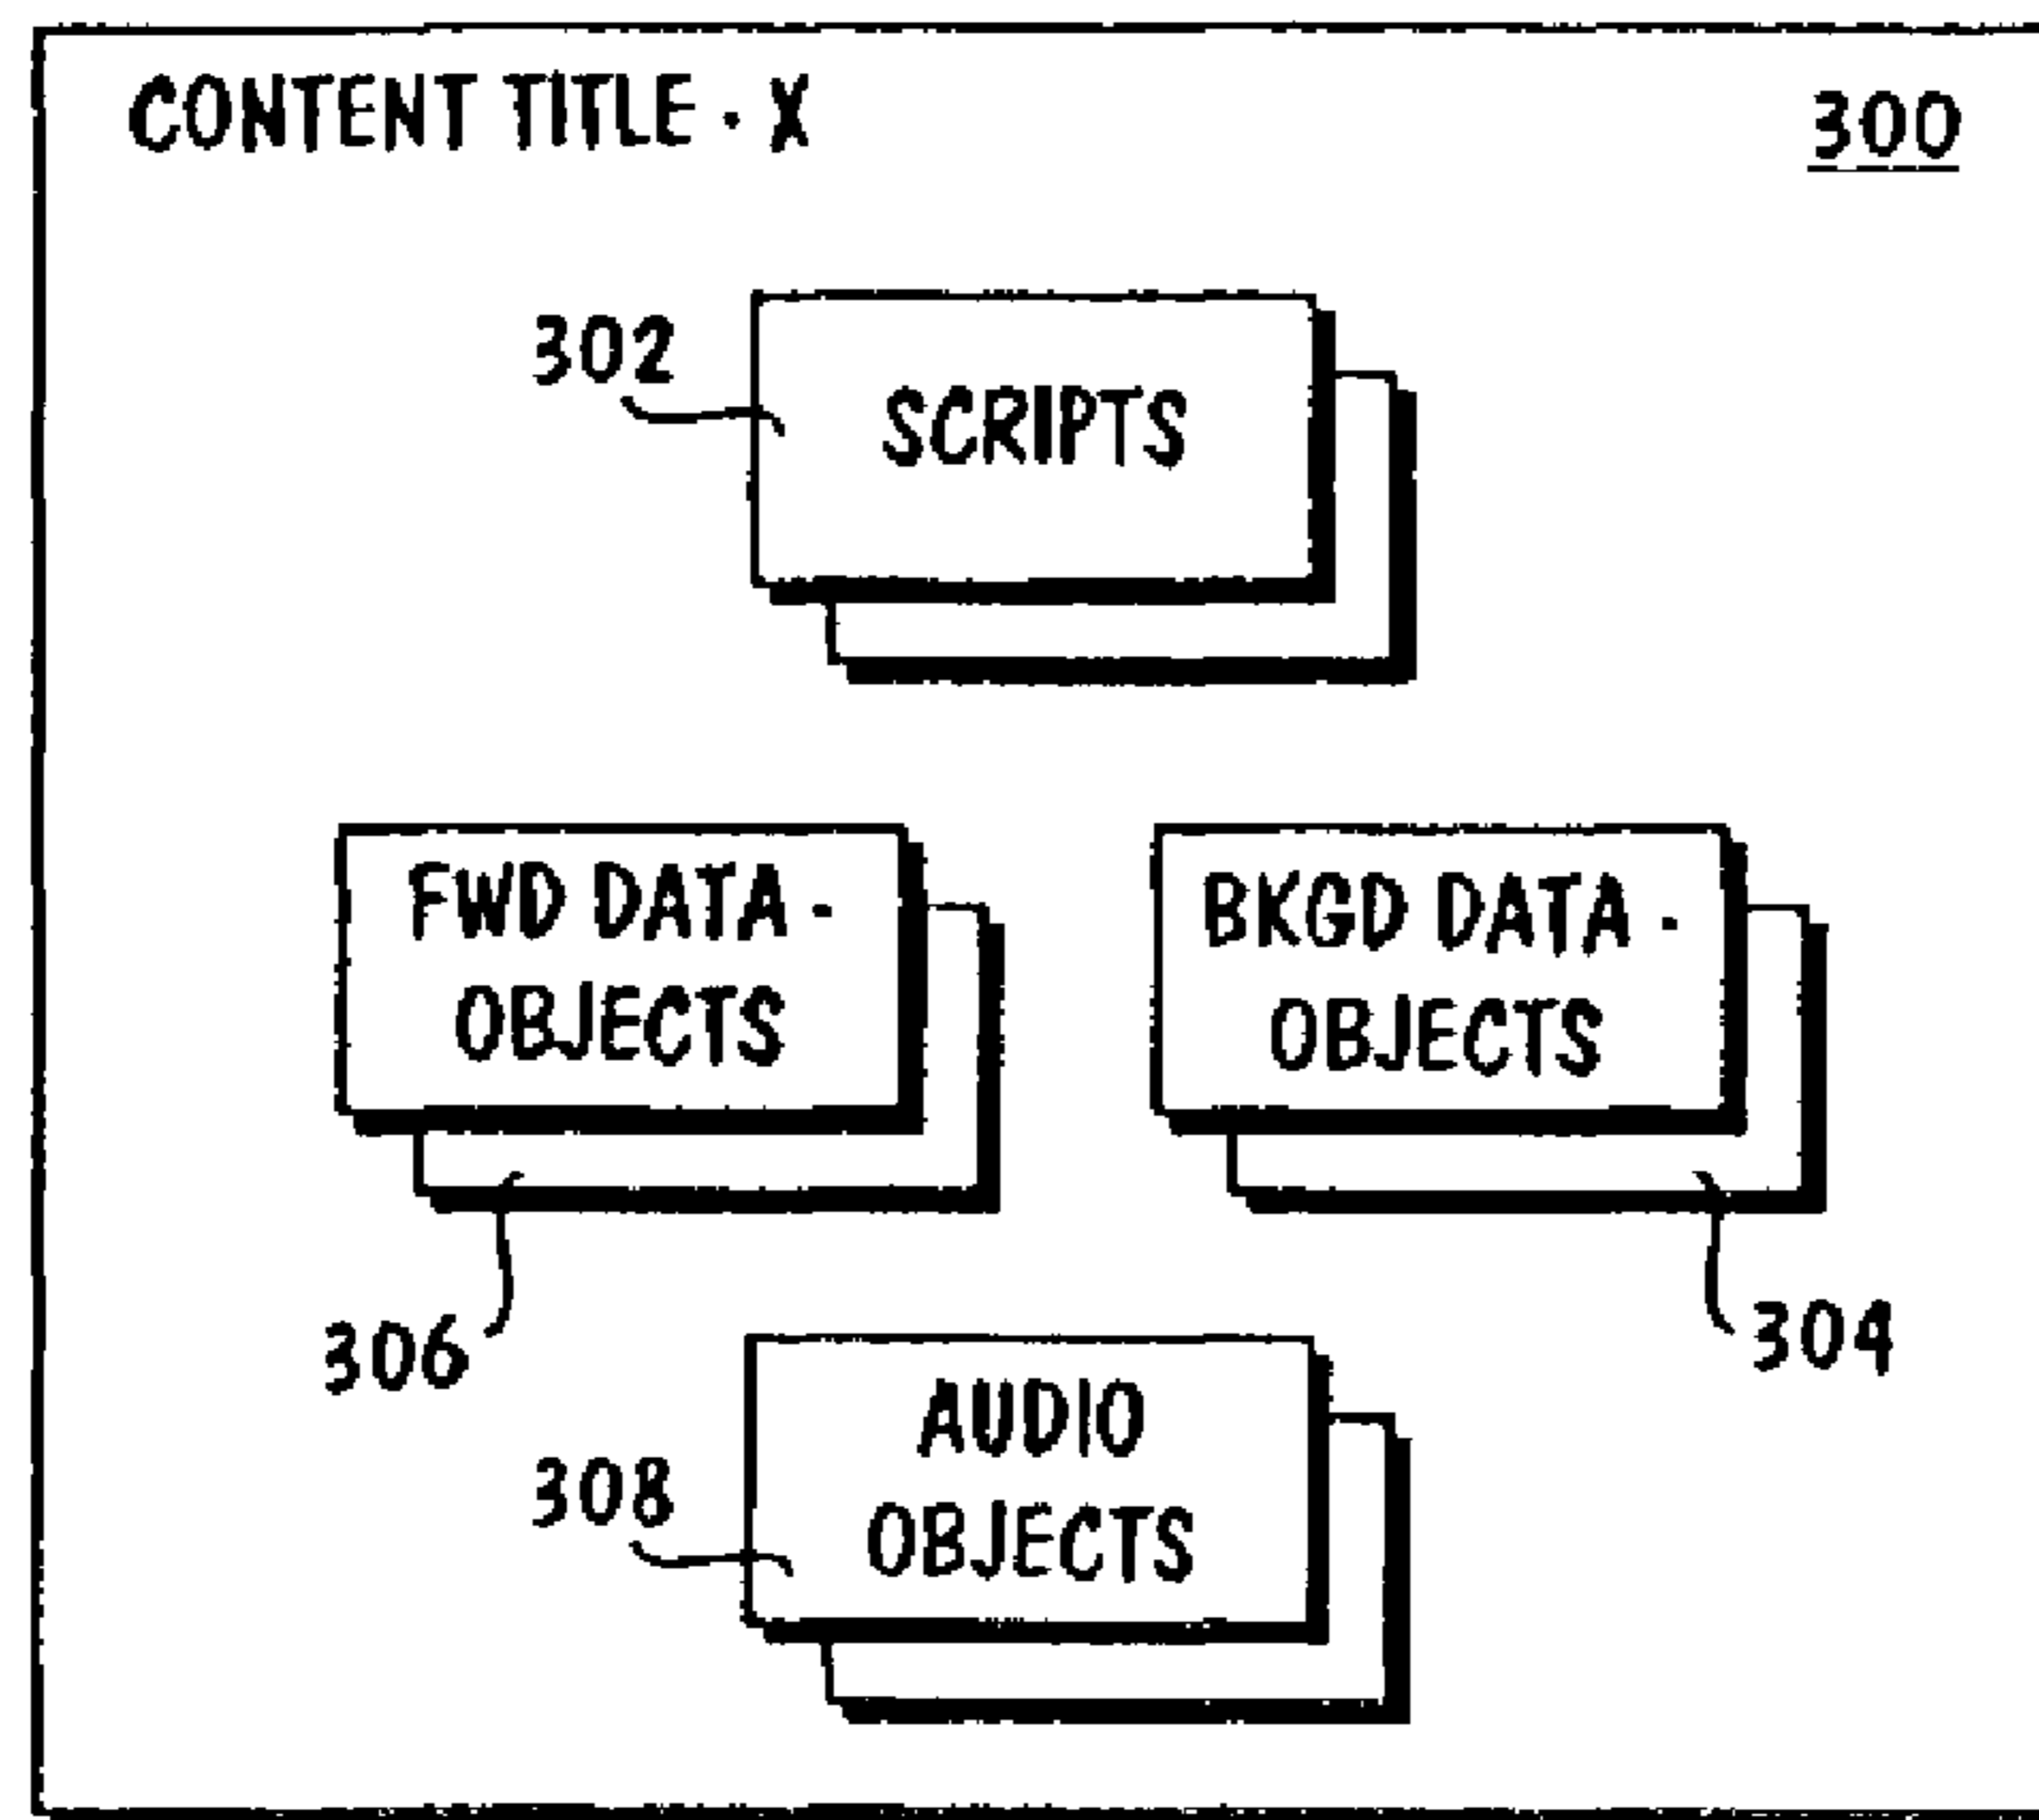 CONTENT TITLE - X
300
302
SCRIPTS
FWD DATA -
OBJECTS
BKGD DATA -
OBJECTS
306
304
AUDIO
OBJECTS
308